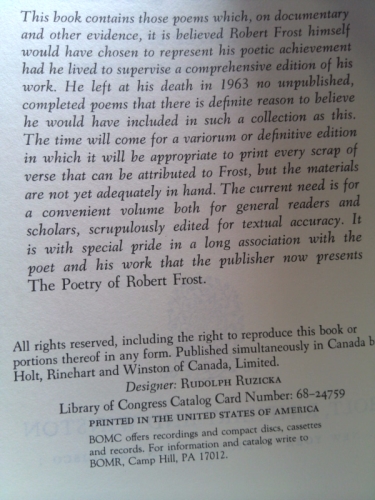 This book contains those poems which, on documentary
and other evidence, it is believed Robert Frost himself
would have chosen to represent his poetic achievement
had he lived to supervise a comprehensive edition of his
work. He left at his death in 1963 no unpublished,
completed poems that there is definite reason to believe
he would have included in such a collection as this.
The time will come for a variorum or definitive edition
in which it will be appropriate to print every scrap of
verse that can be attributed to Frost, but the materials
are not yet adequately in hand. The current need is for
a convenient volume both for general readers and
scholars, scrupulously edited for textual accuracy. It
is with special pride in a long association with the
poet and his work that the publisher now presents
The Poetry of Robert Frost.
All rights reserved, including the right to reproduce this book or
portions thereof in any form. Published simultaneously in Canada b
Holt, Rinehart and Winston of Canada, Limited.
Designer: RUDOLPH RUZICKA
Library of Congress Catalog Card Number: 68-24759
PRINTED IN THE UNITED STATES OF AMERICA
BOMC offers recordings and compact discs, cassettes
and records. For information and catalog write to
BOMR, Camp Hill, PA 17012.